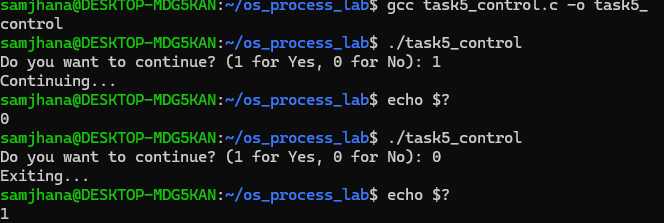 samjhana@DESKTOP-MDG5KAN:~/os_process_lab$ gcc task5_control.c -o task5_
control
samjhana@DESKTOP-MDG5KAN:~/os_process_lab$ ./task5_control
Do you want to continue? (1 for Yes, 0 for No): 1
Continuing...
samjhana@DESKTOP-MDG5KAN:~/os_process_lab$ echo $?
0
samjhana@DESKTOP-MDG5KAN:~/os_process_lab$ ./task5_control
Do you want to continue? (1 for Yes, 0 for No): 0
Exiting...
samjhana@DESKTOP-MDG5KAN:~/os_process_lab$ echo $?
1